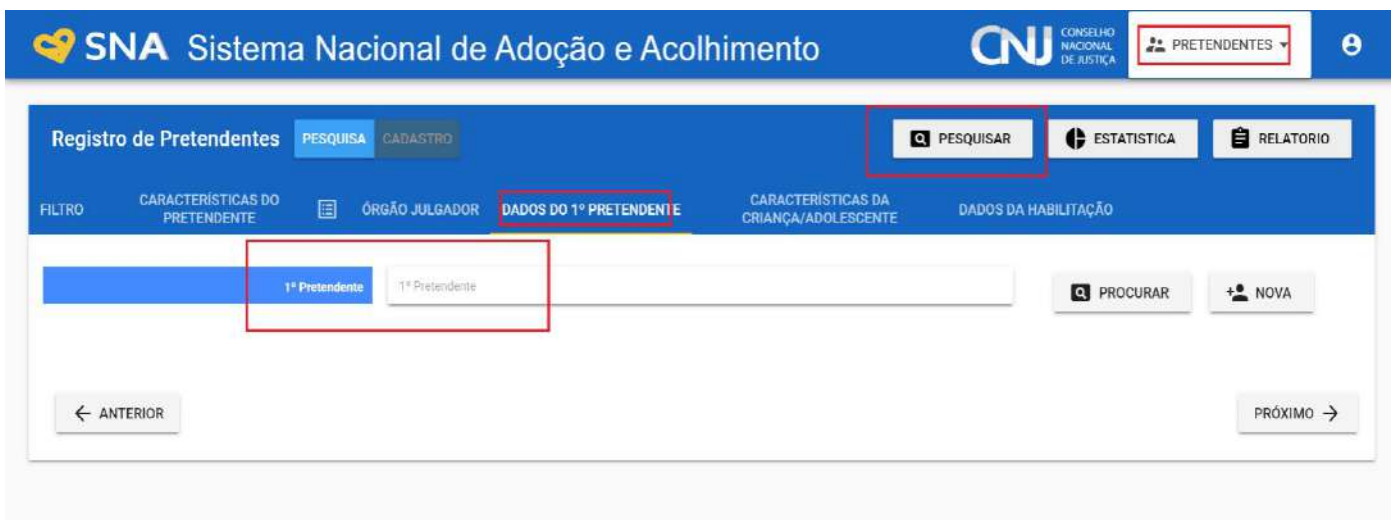 SNA Sistema Nacional de Adoção e Acolhimento
CNJ CONSELHO
NACIONAL
DE JUSTIÇA
PRETENDENTES
Registro de Pretendentes
PESQUISA
CADASTRO
PESQUISAR
ESTATISTICA
RELATORIO
FILTRO
CARACTERÍSTICAS DO
PRETENDENTE
ÓRGÃO JULGADOR
DADOS DO 1º PRETENDENTE
CARACTERÍSTICAS DA
CRIANÇA/ADOLESCENTE
DADOS DA HABILITAÇÃO
1º Pretendente
1º Pretendente
PROCURAR
NOVA
ANTERIOR
PRÓXIMO